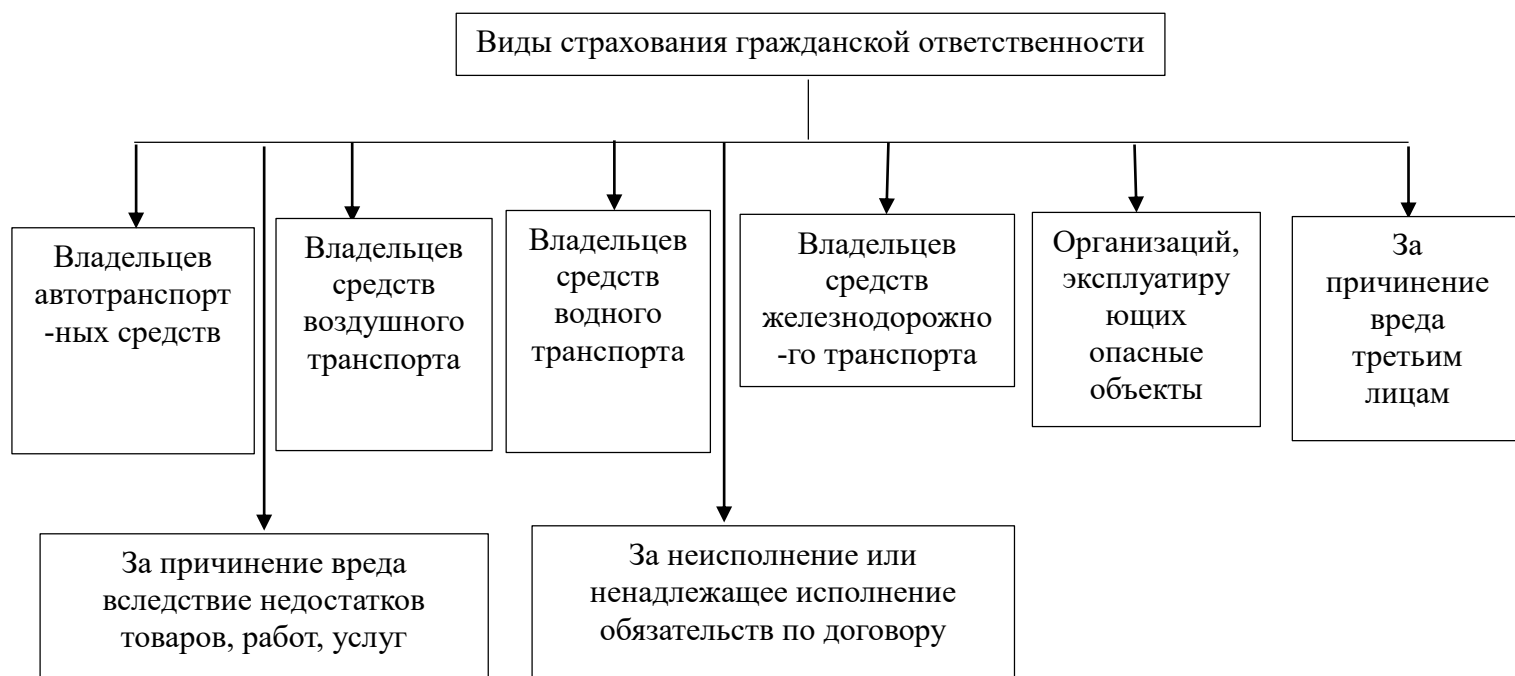 Виды страхования гражданской ответственности
Владельцев
автотранспорт
-ных средств
Владельцев
средств
воздушного
транспорта
Владельцев
средств
водного
транспорта
Владельцев
средств
железнодорожно
-го транспорта
Организаций,
эксплуатиру
ющих
опасные
объекты
За
причинение
вреда
третьим
лицам
За причинение вреда
вследствие недостатков
товаров, работ, услуг
За неисполнение или
ненадлежащее исполнение
обязательств по договору